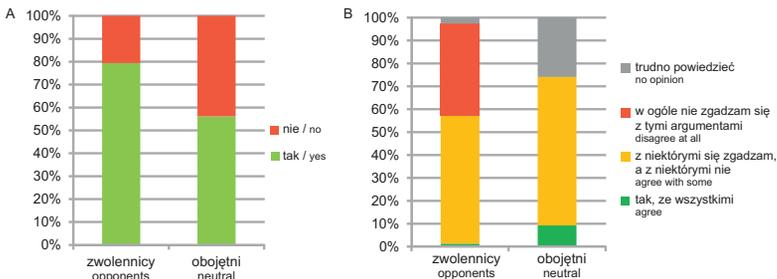 A
100%
90%
80%
70%
60%
50%
40%
30%
20%
10%
0%
zwolennicy
opponents
obojętni
neutral
nie / no
tak / yes
B
100%
90%
80%
70%
60%
50%
40%
30%
20%
10%
0%
zwolennicy
opponents
obojętni
neutral
trudno powiedzieć
no opinion
w ogóle nie zgadzam się
z tymi argumentami
disagree at all
z niektórymi się zgadzam,
a z niektórymi nie
agree with some
tak, ze wszystkimi
agree